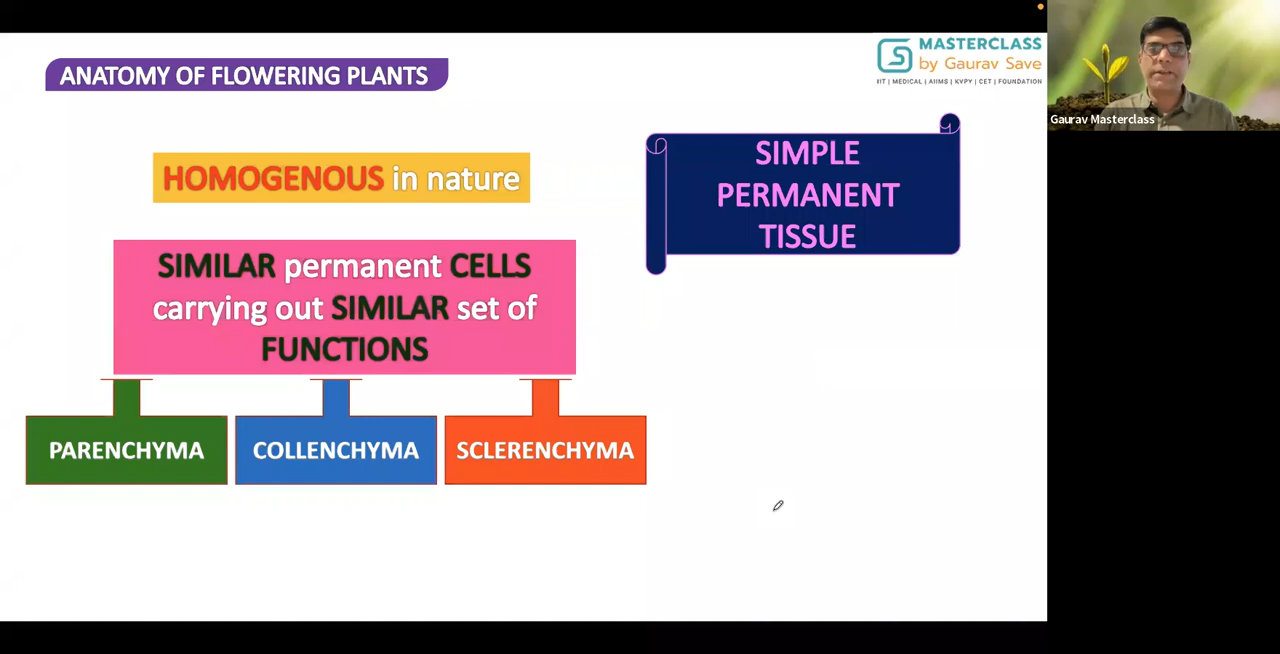 ANATOMY OF FLOWERING PLANTS
MASTERCLASS
by Gaurav Save
IIT | MEDICAL | AIIMS | KVPY | CET | FOUNDATION
Gaurav Masterclass
HOMOGENOUS in nature
SIMPLE
PERMANENT
TISSUE
SIMILAR permanent CELLS
carrying out SIMILAR set of
FUNCTIONS
PARENCHYMA
COLLENCHYMA
SCLERENCHYMA